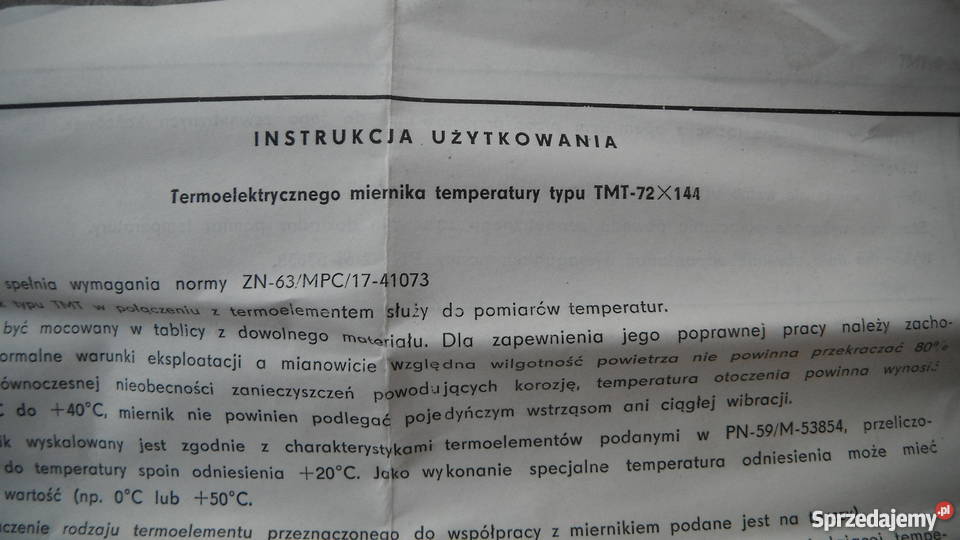 INSTRUKCJA UŻYTKOWANIA
Termoelektrycznego miernika temperatury typu TMT-72×144
spełnia wymagania normy ZN-63/MPC/17-41073
typu TMT w połączeniu z termoelementem służy do pomiarów temperatur.
być mocowany w tablicy z dowolnego materiału. Dla zapewnienia jego poprawnej pracy należy zacho-
ormalne warunki eksploatacji a mianowicie względna wilgotność powietrza nie powinna przekraczać 80%
ównoczesnej nieobecności zanieczyszczeń powodujących korozję, temperatura otoczenia powinna wynosić
C do +40°C, miernik nie powinien podlegać pojedyńczym wstrząsom ani ciągłej wibracji.
ik wyskalowany jest zgodnie z charakterystykami termoelementów podanymi w PN-59/M-53854, przeliczo-
do temperatury spoin odniesienia +20°C. Jako wykonanie specjalne temperatura odniesienia może mieć
wartość (np. 0°C lub +50°C.
aczenie rodzaju termoelementu przeznaczonego do współpracy z miernikiem podane jest na
tempe-
Sprzedajemy.pl